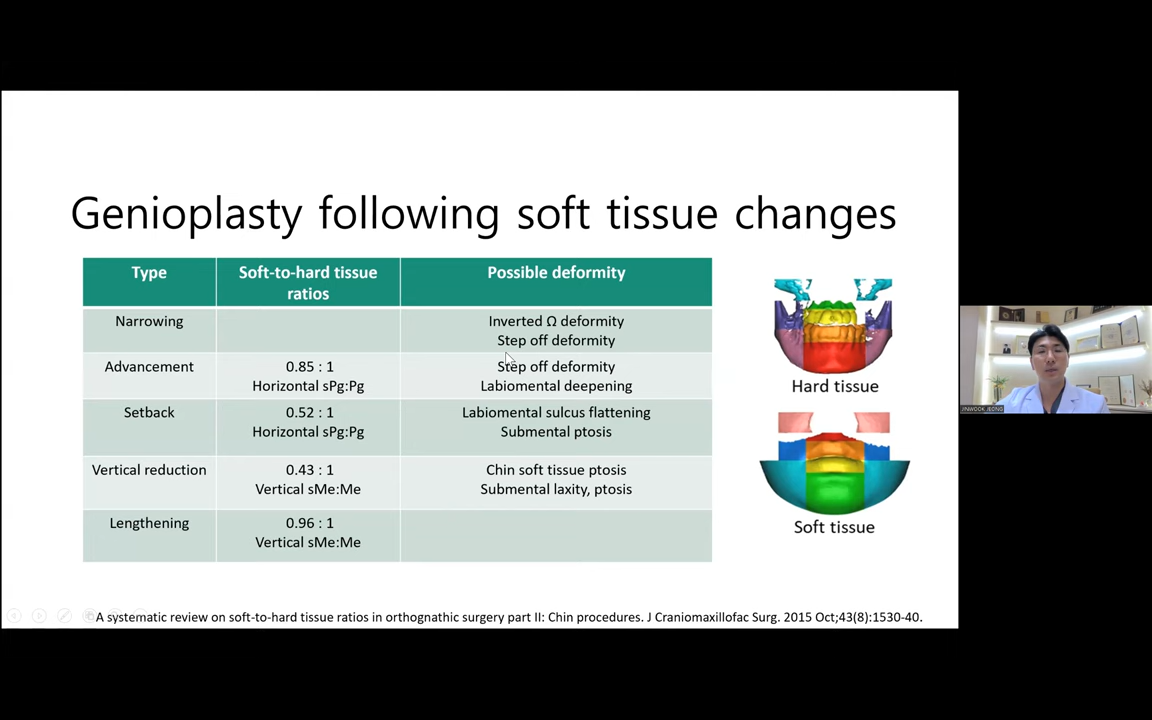 Genioplasty following soft tissue changes
Type
Soft-to-hard tissue
ratios
Possible deformity
Narrowing
Inverted Ω deformity
Step off deformity
Advancement
0.85 : 1
Horizontal sPg:Pg
Step off deformity
Labiomental deepening
Setback
0.52 : 1
Horizontal sPg:Pg
Labiomental sulcus flattening
Submental ptosis
Vertical reduction
0.43 : 1
Vertical sMe:Me
Chin soft tissue ptosis
Submental laxity, ptosis
Lengthening
0.96 : 1
Vertical sMe:Me
Hard tissue
Soft tissue
JINWOOK JEONG
A systematic review on soft-to-hard tissue ratios in orthognathic surgery part II: Chin procedures. J Craniomaxillofac Surg. 2015 Oct;43(8):1530-40.